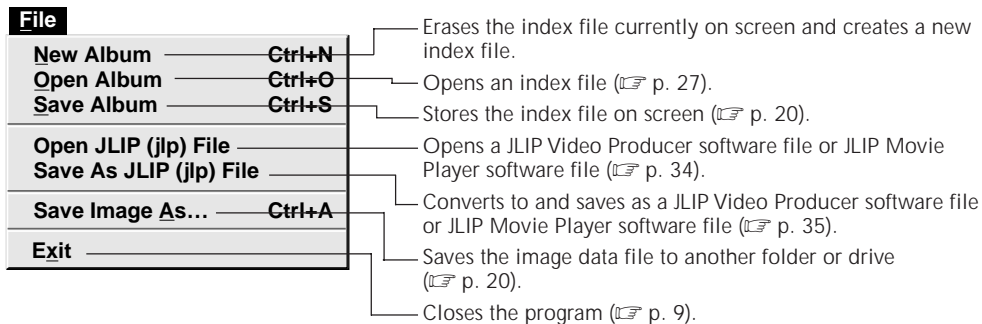 File
New Album Ctrl+N
Open Album Ctrl+O
Save Album Ctrl+S
Open JLIP (jlp) File
Save As JLIP (jlp) File
Save Image As... Ctrl+A
Exit
Erases the index file currently on screen and creates a new
index file.
Opens an index file (☞ p. 27).
Stores the index file on screen (☞ p. 20).
Opens a JLIP Video Producer software file or JLIP Movie
Player software file (☞ p. 34).
Converts to and saves as a JLIP Video Producer software file
or JLIP Movie Player software file (☞ p. 35).
Saves the image data file to another folder or drive
(☞ p. 20).
Closes the program (☞ p. 9).